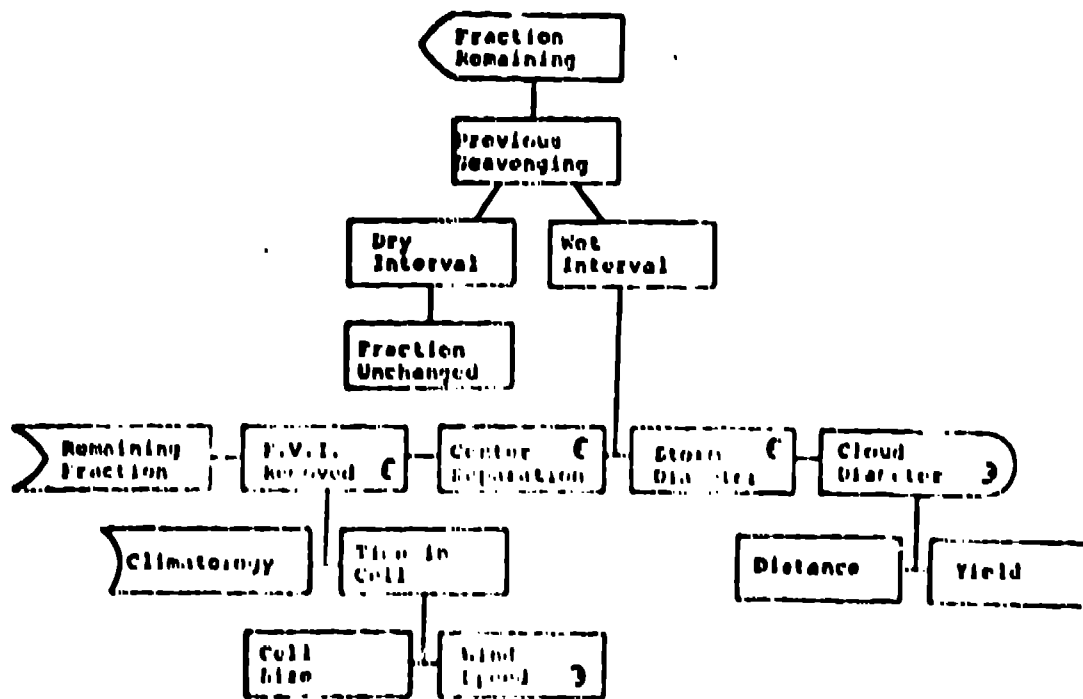 Fraction
Remaining
Previous
Scavenging
Dry
Interval
Wet
Interval
Fraction
Unchanged
Remaining
Fraction
F.V.I.
Removed C
Center C
Separation
Storm C
Diameter
Cloud
Diameter D
Climatology
Time in
Cell
Distance
Yield
Cell
Size
Wind
Speed D